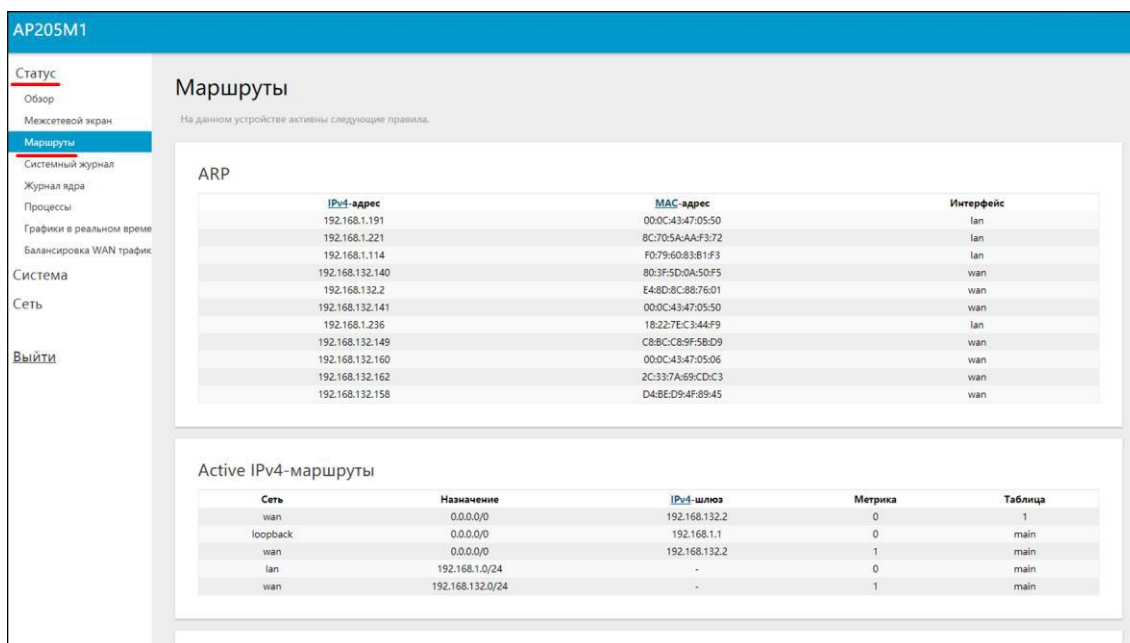 AP205M1
Статус
Обзор
Межсетевой экран
Маршруты
Системный журнал
Журнал ядра
Процессы
Графики в реальном време
Балансировка WAN трафик
Система
Сеть
Выйти
Маршруты
На данном устройстве активны следующие правила.
ARP
IPv4-адрес MAC-адрес Интерфейс
192.168.1.191 00:0C:43:47:05:50 lan
192.168.1.221 8C:70:5A:AA:F3:72 lan
192.168.1.114 F0:79:60:83:B1:F3 lan
192.168.132.140 80:3F:5D:0A:50:F5 wan
192.168.132.2 E4:8D:8C:88:76:01 wan
192.168.132.141 00:0C:43:47:05:50 wan
192.168.1.236 18:22:7E:C3:44:F9 lan
192.168.132.149 C8:BC:C8:9F:5B:D9 wan
192.168.132.160 00:0C:43:47:05:06 wan
192.168.132.162 2C:33:7A:69:CD:C3 wan
192.168.132.158 D4:BE:D9:4F:89:45 wan
Active IPv4-маршруты
Сеть Назначение IPv4-шлюз Метрика Таблица
wan 0.0.0.0/0 192.168.132.2 0 1
loopback 0.0.0.0/0 192.168.1.1 0 main
wan 0.0.0.0/0 192.168.132.2 1 main
lan 192.168.1.0/24 - 0 main
wan 192.168.132.0/24 - 1 main